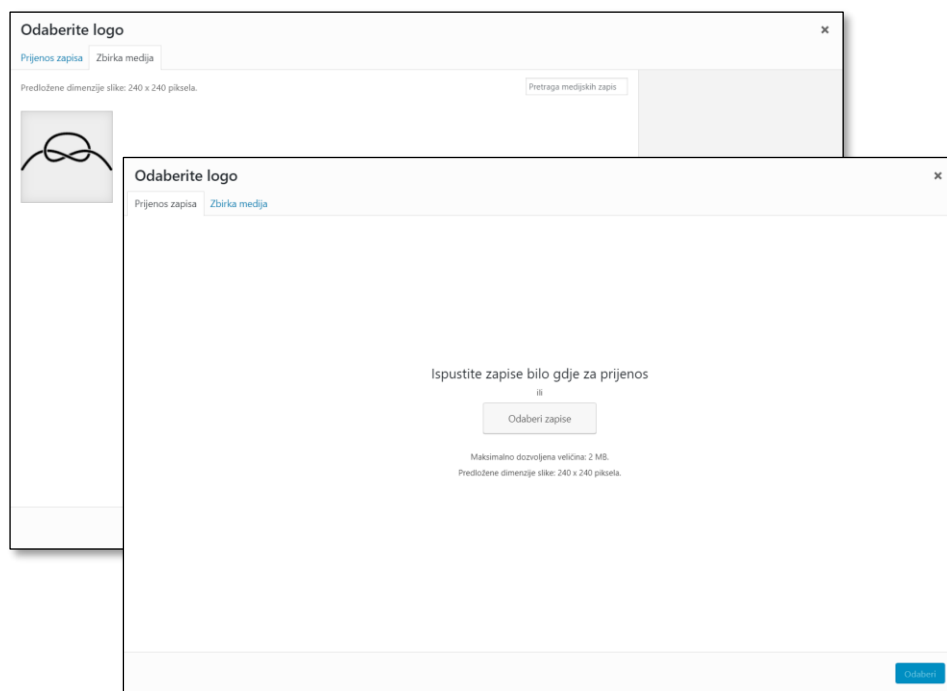 Odaberite logo
Prijenos zapisa Zbirka medija
Predložene dimenzije slike: 240 x 240 piksela.
Pretraga medijskih zapis
Odaberite logo
Prijenos zapisa Zbirka medija
Ispustite zapise bilo gdje za prijenos
ili
Odaberi zapise
Maksimalno dozvoljena veličina: 2 MB.
Predložene dimenzije slike: 240 x 240 piksela.
Odaberi